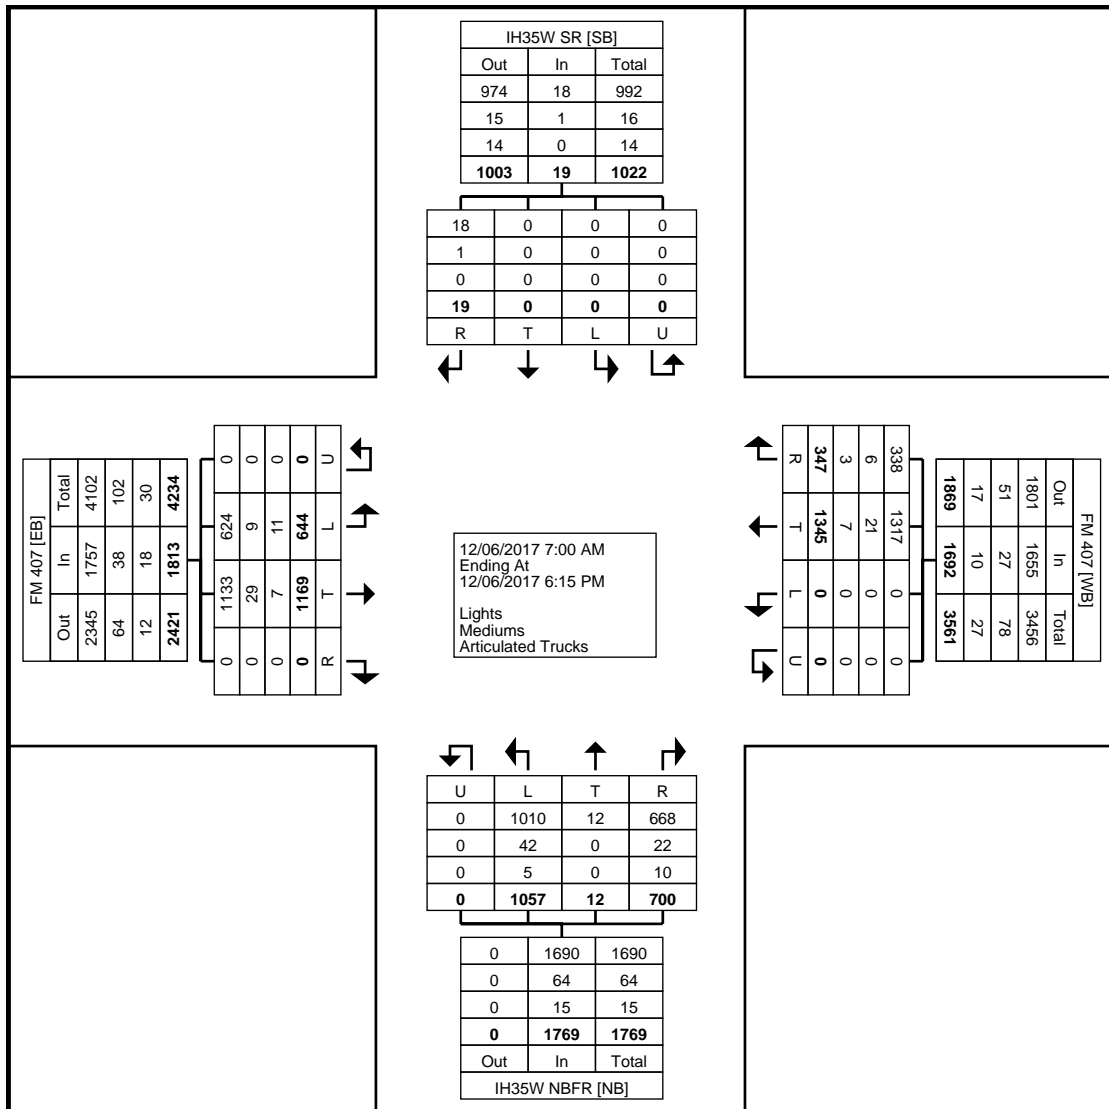 IH35W SR [SB]
Out In Total
974 18 992
15 1 16
14 0 14
1003 19 1022
18 0 0 0
1 0 0 0
0 0 0 0
19 0 0 0
R T L U
FM 407 [EB]
Out In Total
2345 1757 4102
64 38 102
12 18 30
2421 1813 4234
0 1133 624 0
0 29 9 0
0 7 11 0
0 1169 644 0
R T L U
12/06/2017 7:00 AM
Ending At
12/06/2017 6:15 PM
Lights
Mediums
Articulated Trucks
FM 407 [WB]
Out In Total
1801 1655 3456
51 27 78
17 10 27
1869 1692 3561
338 1317 0 0
6 21 0 0
3 7 0 0
347 1345 0 0
R T L U
U L T R
0 1010 12 668
0 42 0 22
0 5 0 10
0 1057 12 700
0 1690 1690
0 64 64
0 15 15
0 1769 1769
Out In Total
IH35W NBFR [NB]